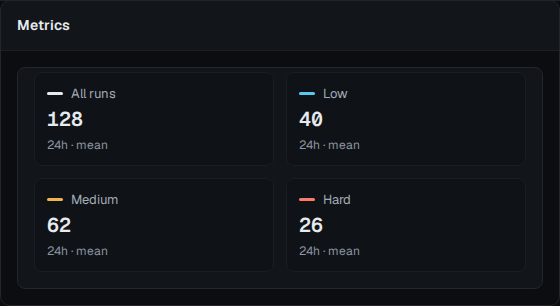 Metrics
All runs
128
24h · mean
Low
40
24h · mean
Medium
62
24h · mean
Hard
26
24h · mean